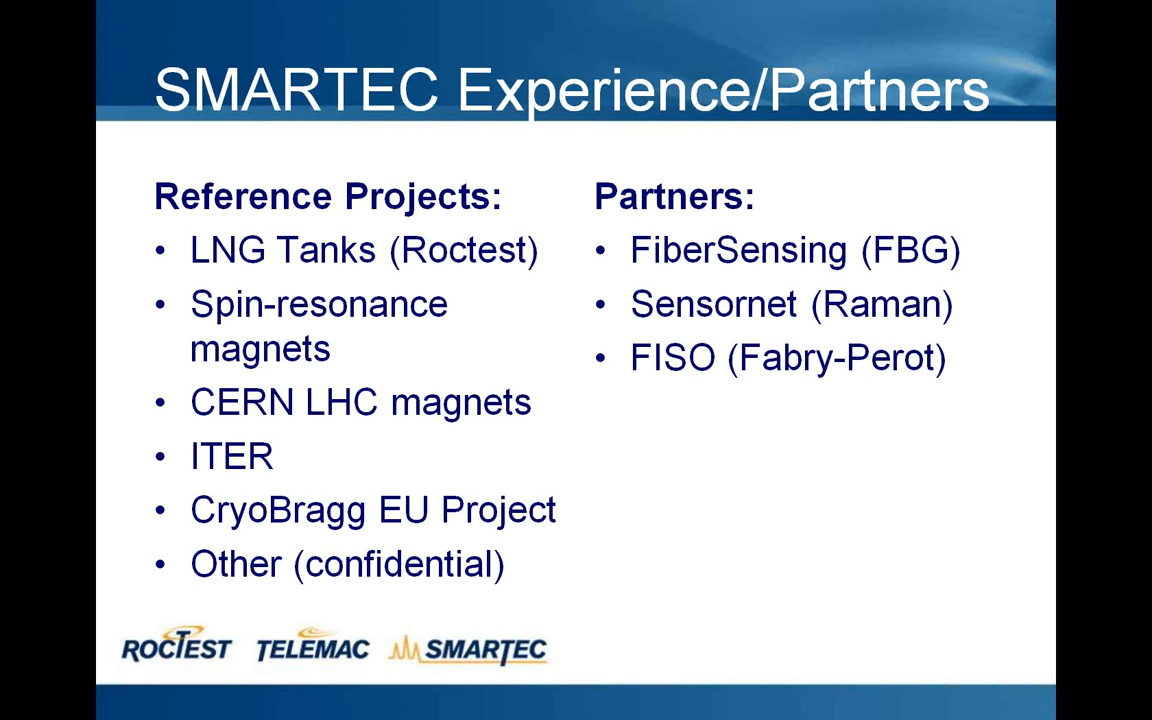 SMARTEC Experience/Partners
Reference Projects:
• LNG Tanks (Roctest)
• Spin-resonance
magnets
• CERN LHC magnets
• ITER
• CryoBragg EU Project
• Other (confidential)
Partners:
• FiberSensing (FBG)
• Sensornet (Raman)
• FISO (Fabry-Perot)
ROCTEST TELEMAC SMARTEC